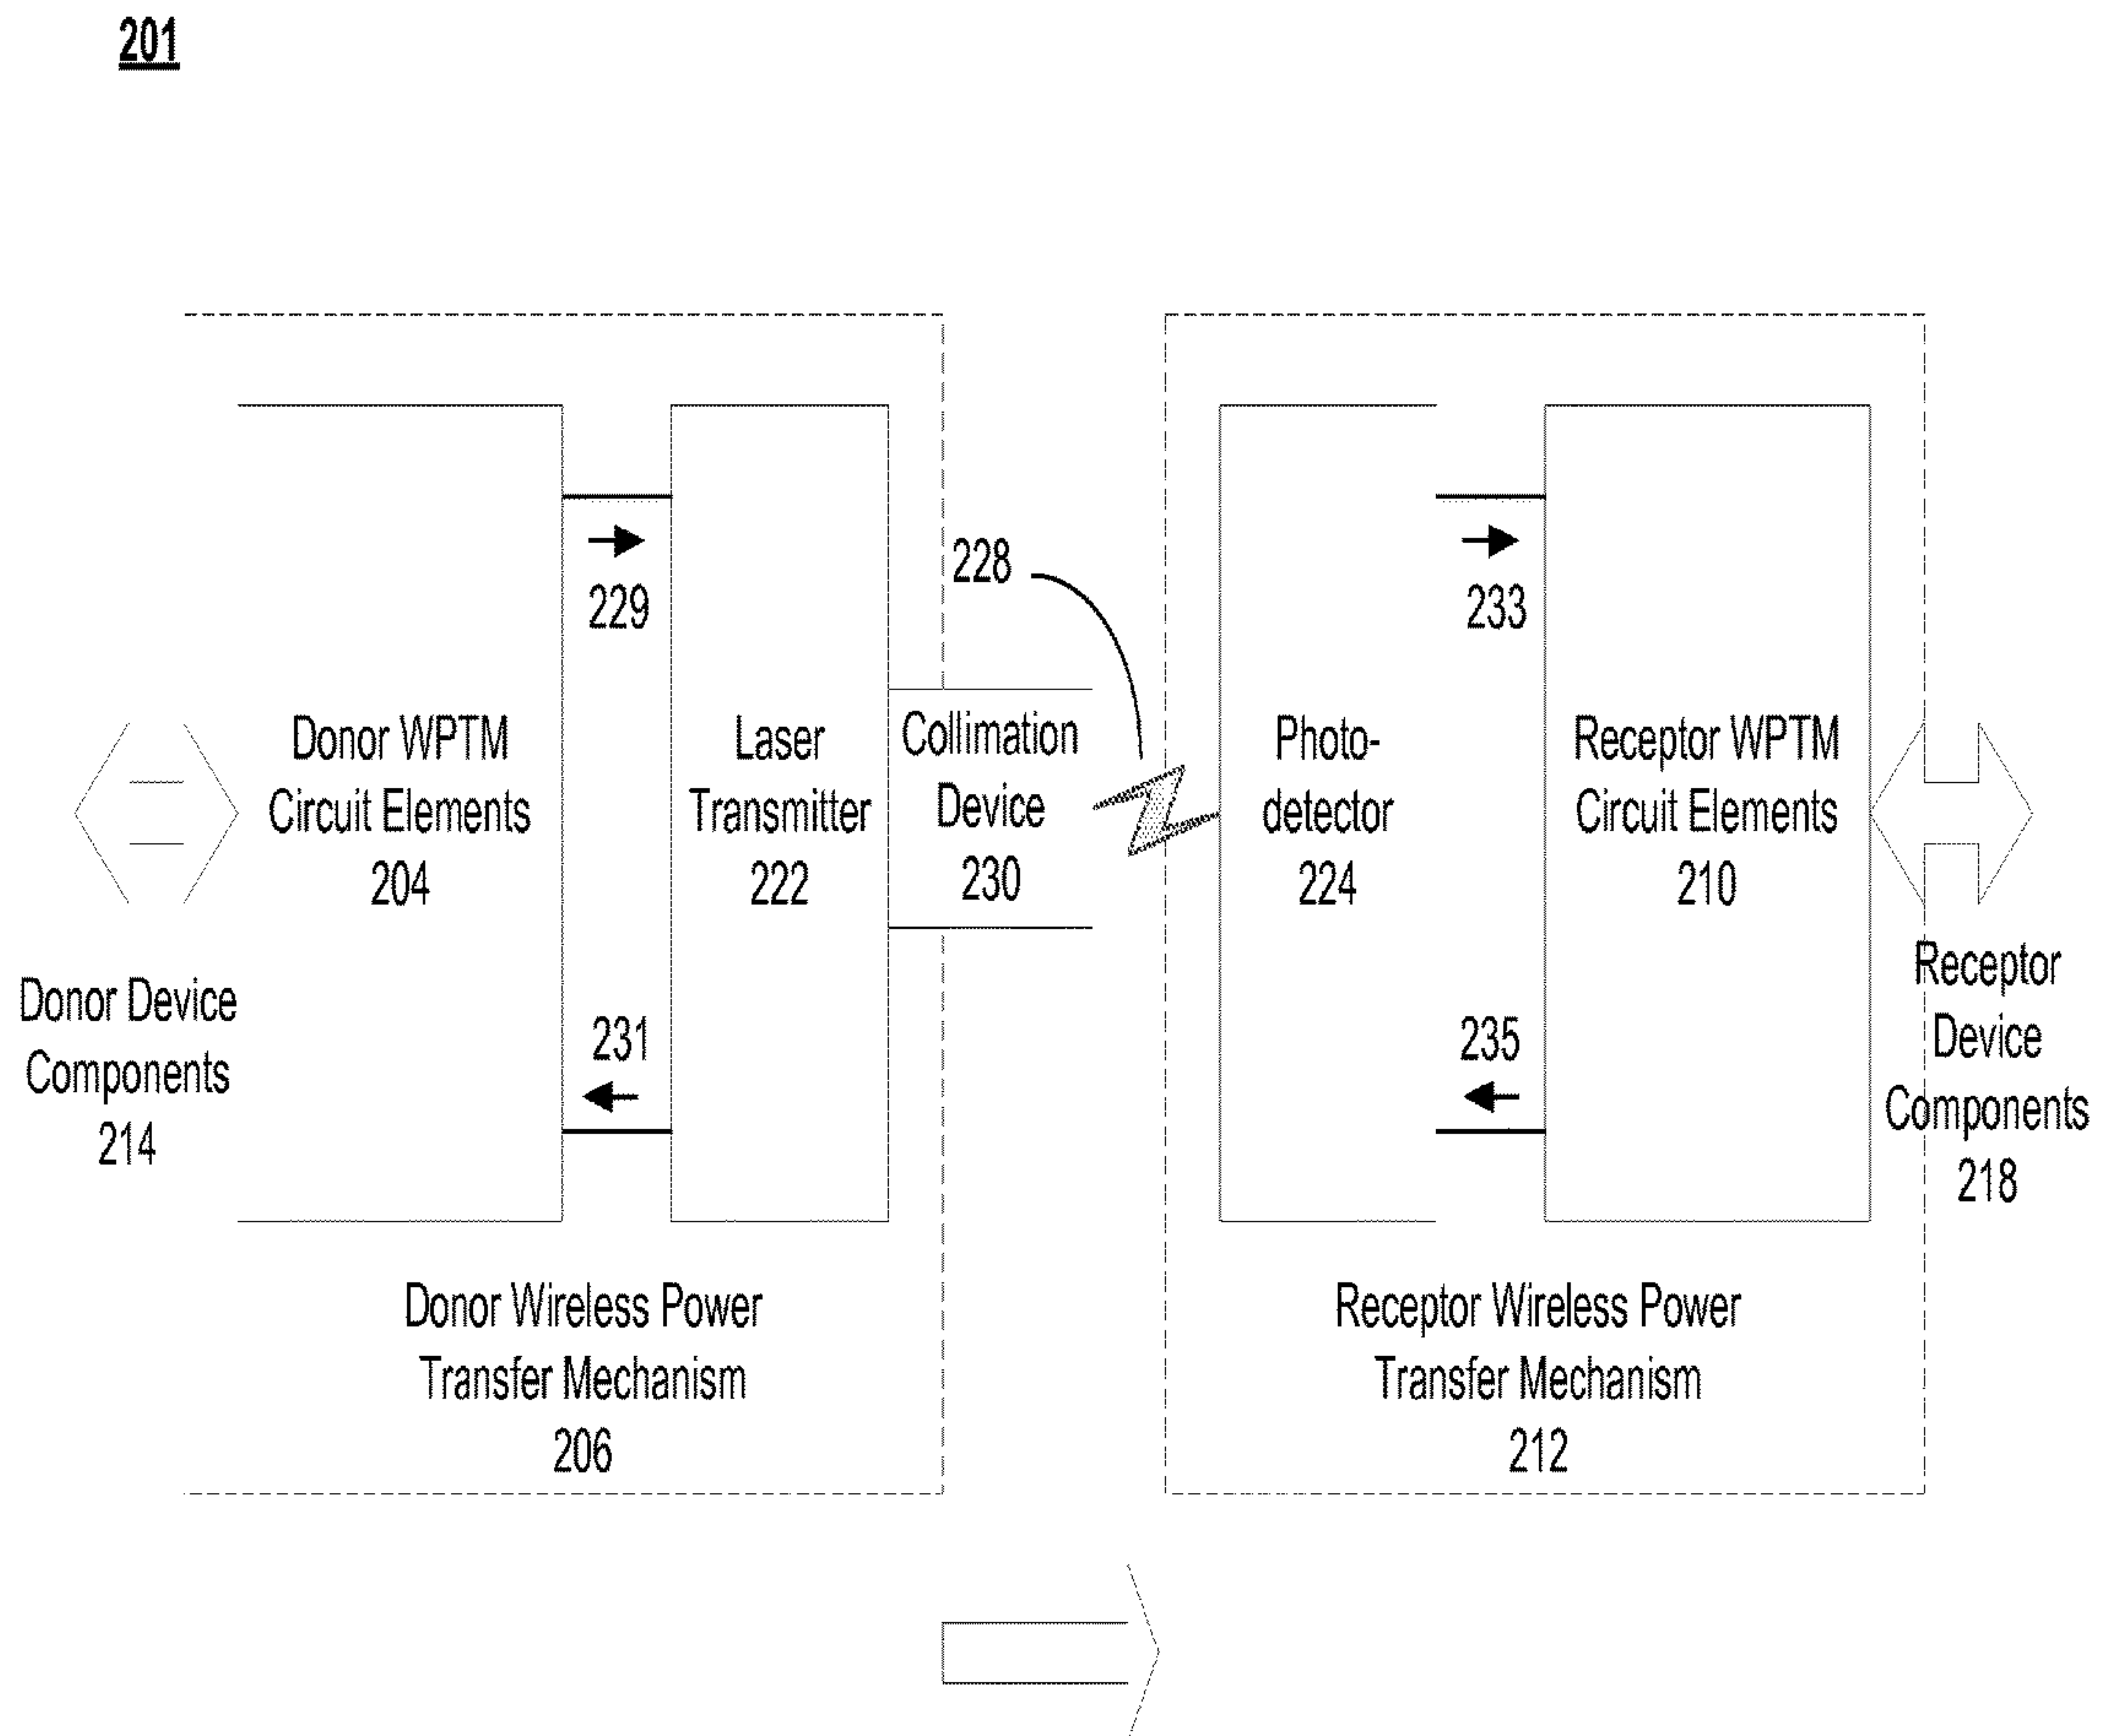 201
229
228
233
Donor WPTM
Circuit Elements
204
Laser
Transmitter
222
Collimation
Device
230
Photo-
detector
224
Receptor WPTM
Circuit Elements
210
Donor Device
Components
214
231
235
Receptor
Device
Components
218
Donor Wireless Power
Transfer Mechanism
206
Receptor Wireless Power
Transfer Mechanism
212